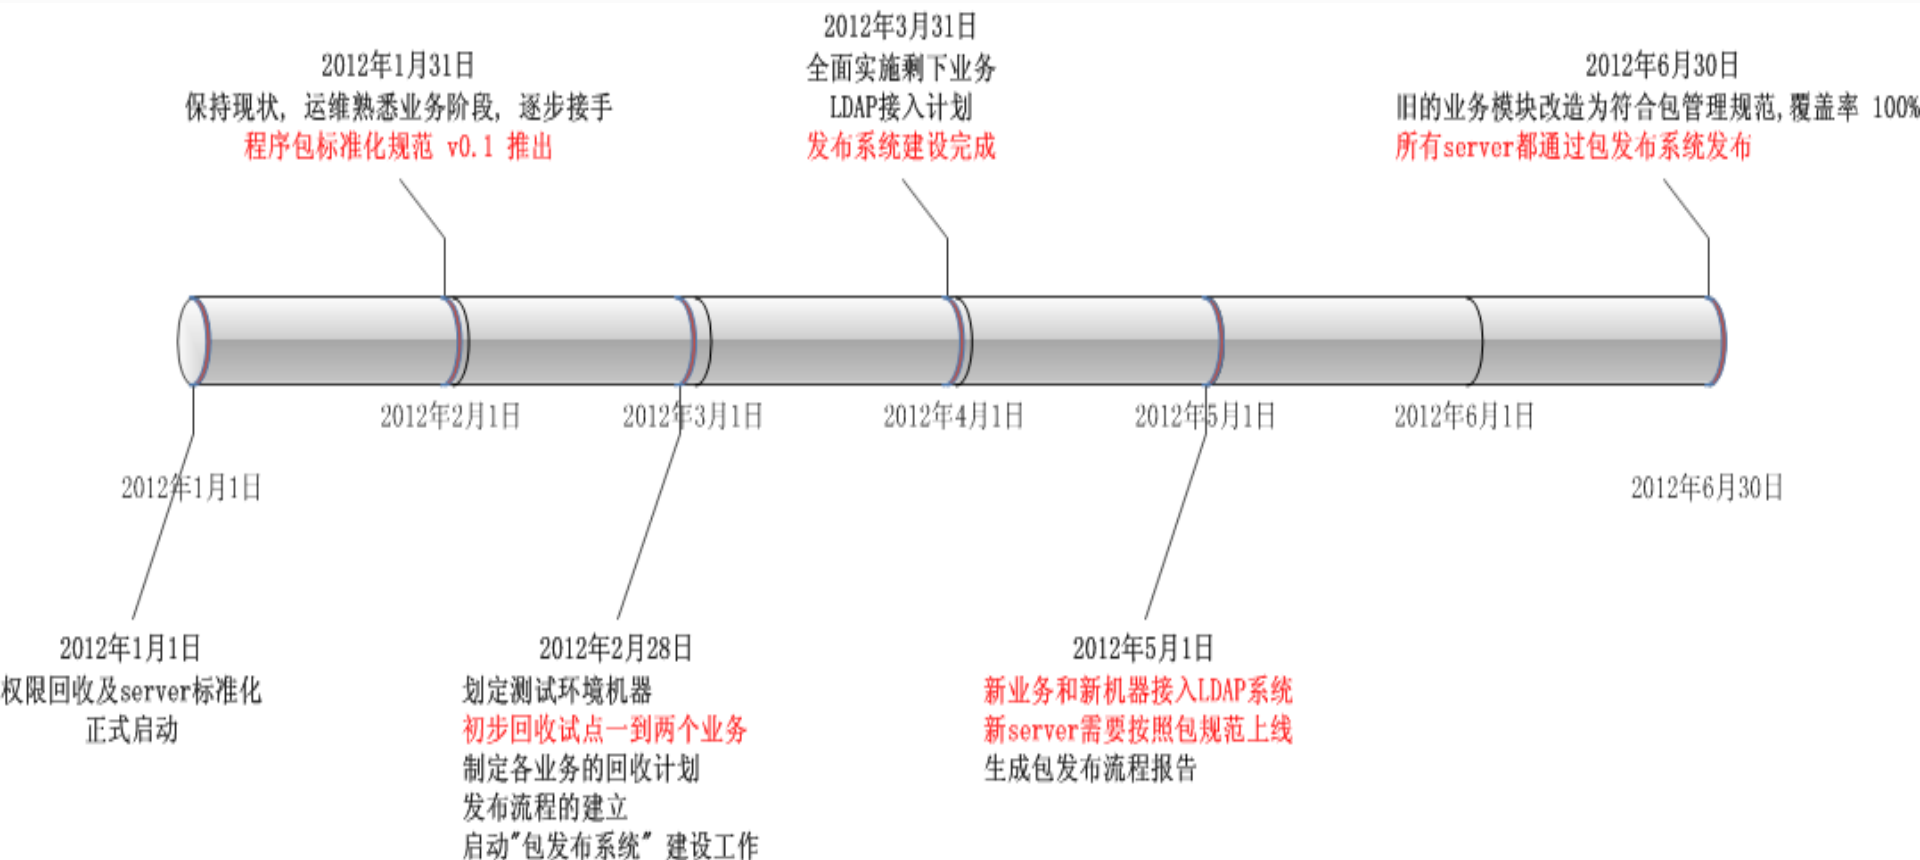 2012年1月31日
保持现状, 运维熟悉业务阶段, 逐步接手
程序包标准化规范 v0.1 推出
2012年3月31日
全面实施剩下业务
LDAP接入计划
发布系统建设完成
2012年6月30日
旧的业务模块改造为符合包管理规范,覆盖率 100%
所有server都通过包发布系统发布
2012年2月1日
2012年3月1日
2012年4月1日
2012年5月1日
2012年6月1日
2012年1月1日
2012年6月30日
2012年1月1日
权限回收及server标准化
正式启动
2012年2月28日
划定测试环境机器
初步回收试点一到两个业务
制定各业务的回收计划
发布流程的建立
启动"包发布系统" 建设工作
2012年5月1日
新业务和新机器接入LDAP系统
新server需要按照包规范上线
生成包发布流程报告